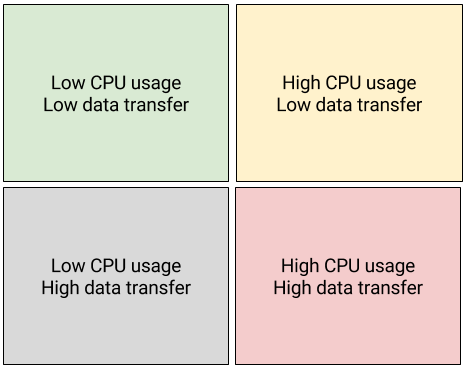 Low CPU usage
Low data transfer
High CPU usage
Low data transfer
Low CPU usage
High data transfer
High CPU usage
High data transfer